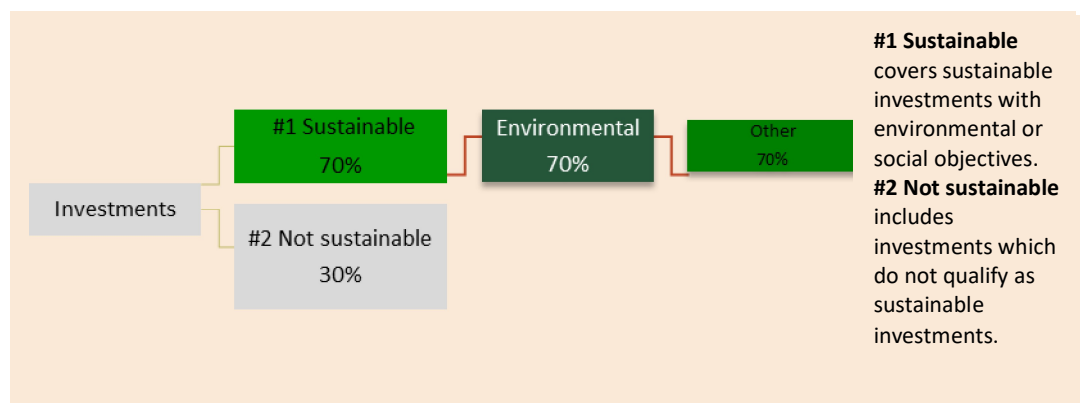 Investments
#1 Sustainable
70%
#2 Not sustainable
30%
Environmental
70%
Other
70%
#1 Sustainable
covers sustainable
investments with
environmental or
social objectives.
#2 Not sustainable
includes
investments which
do not qualify as
sustainable
investments.